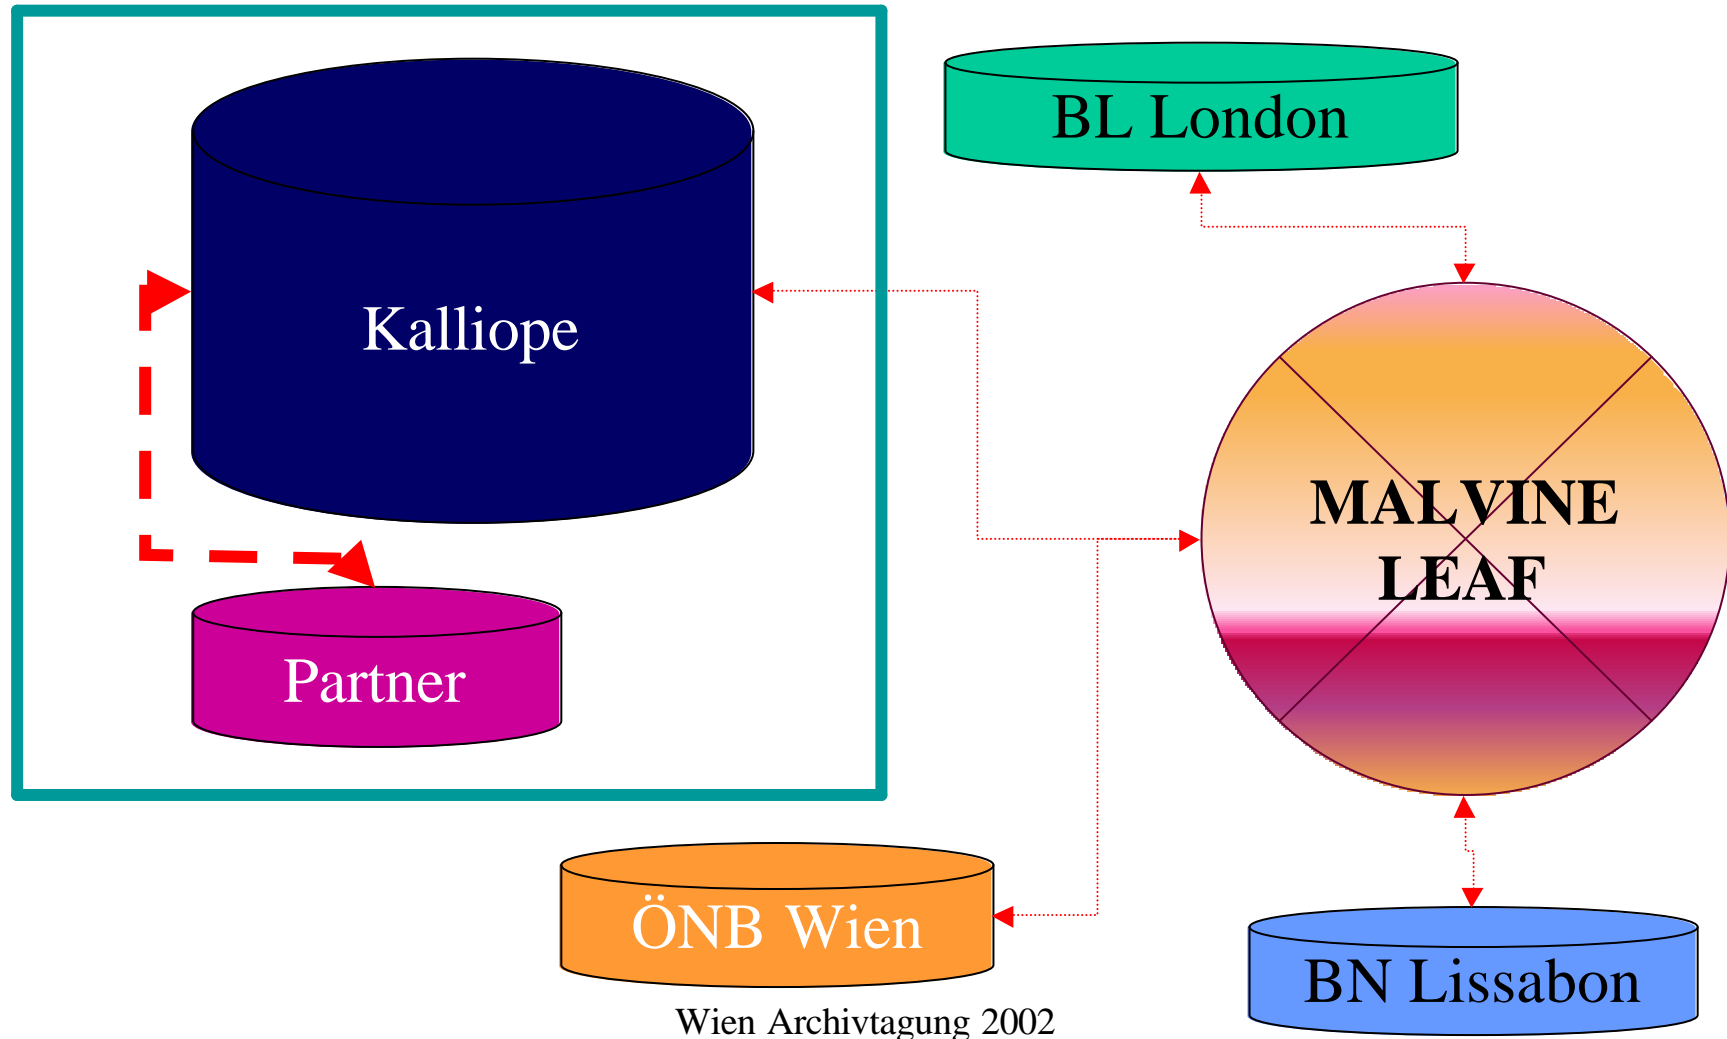 BL London
Kalliope
MALVINE
LEAF
Partner
ÖNB Wien
BN Lissabon
Wien Archivtagung 2002